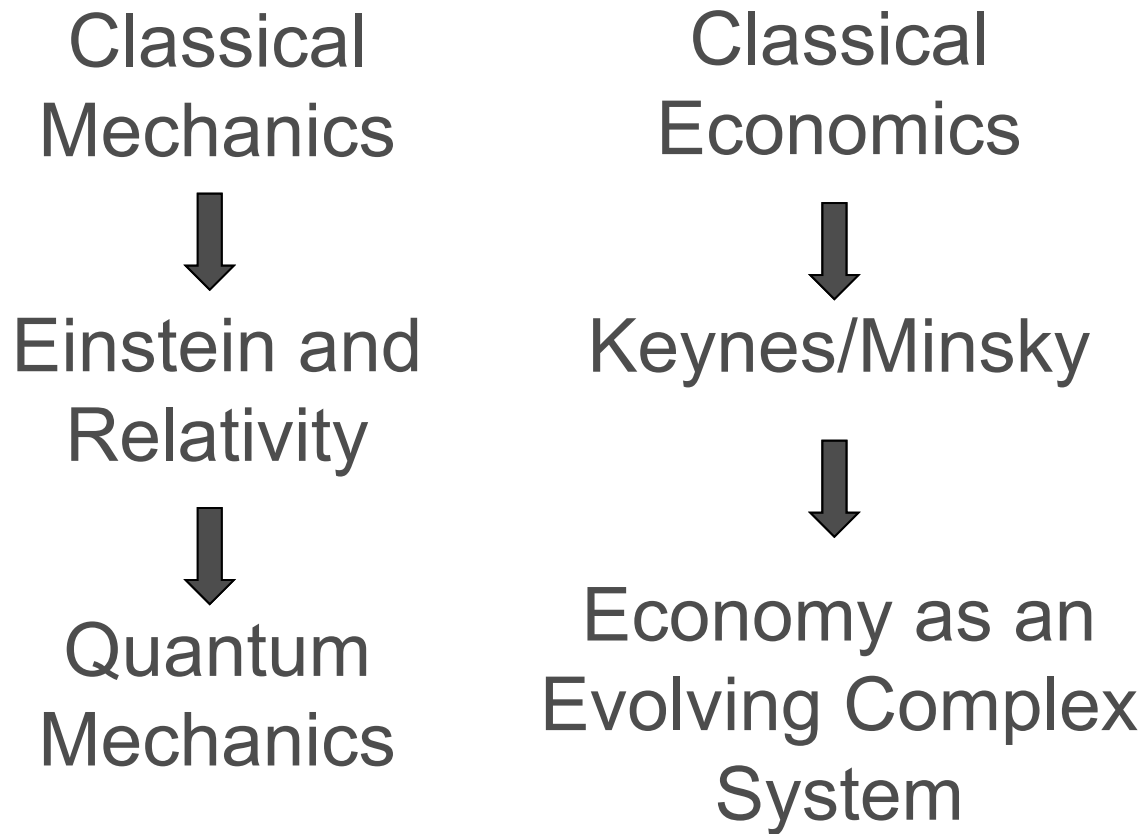 Classical
Mechanics
Einstein and
Relativity
Quantum
Mechanics
Classical
Economics
Keynes/Minsky
Economy as an
Evolving Complex
System